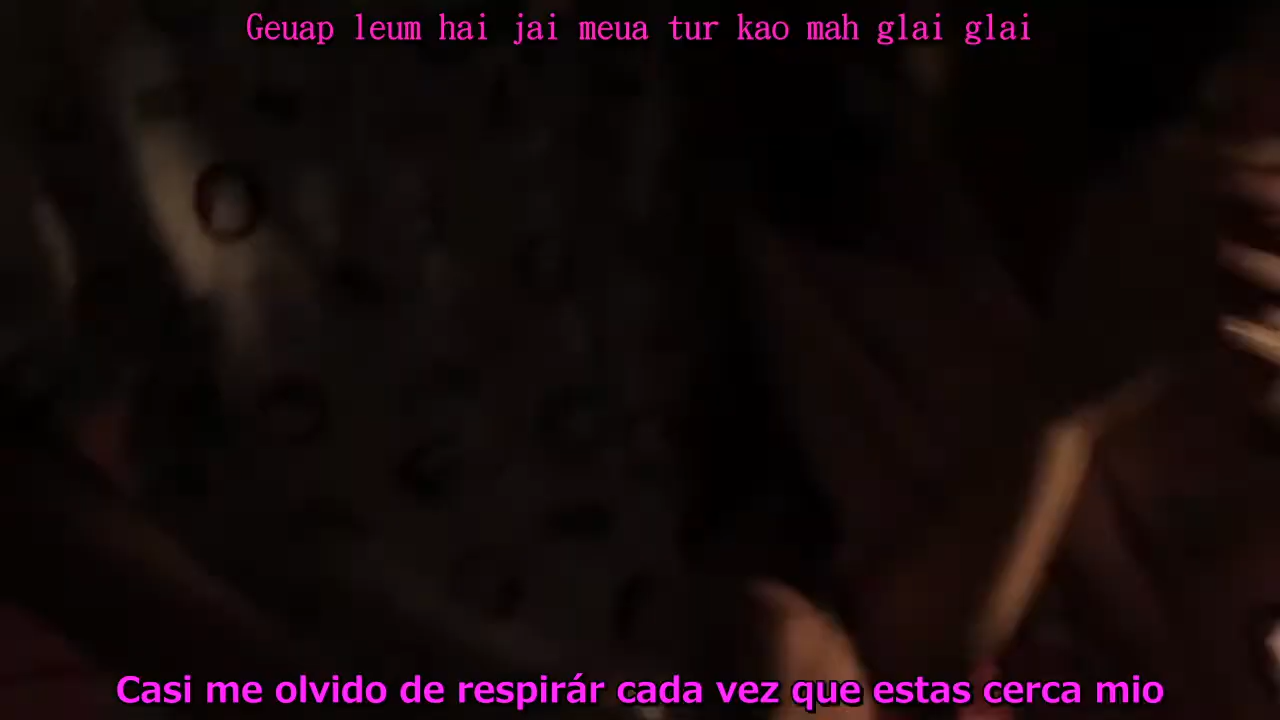 Geuap leum hai jai meua tur kao mah glai glai
Casi me olvido de respirár cada vez que estas cerca mio